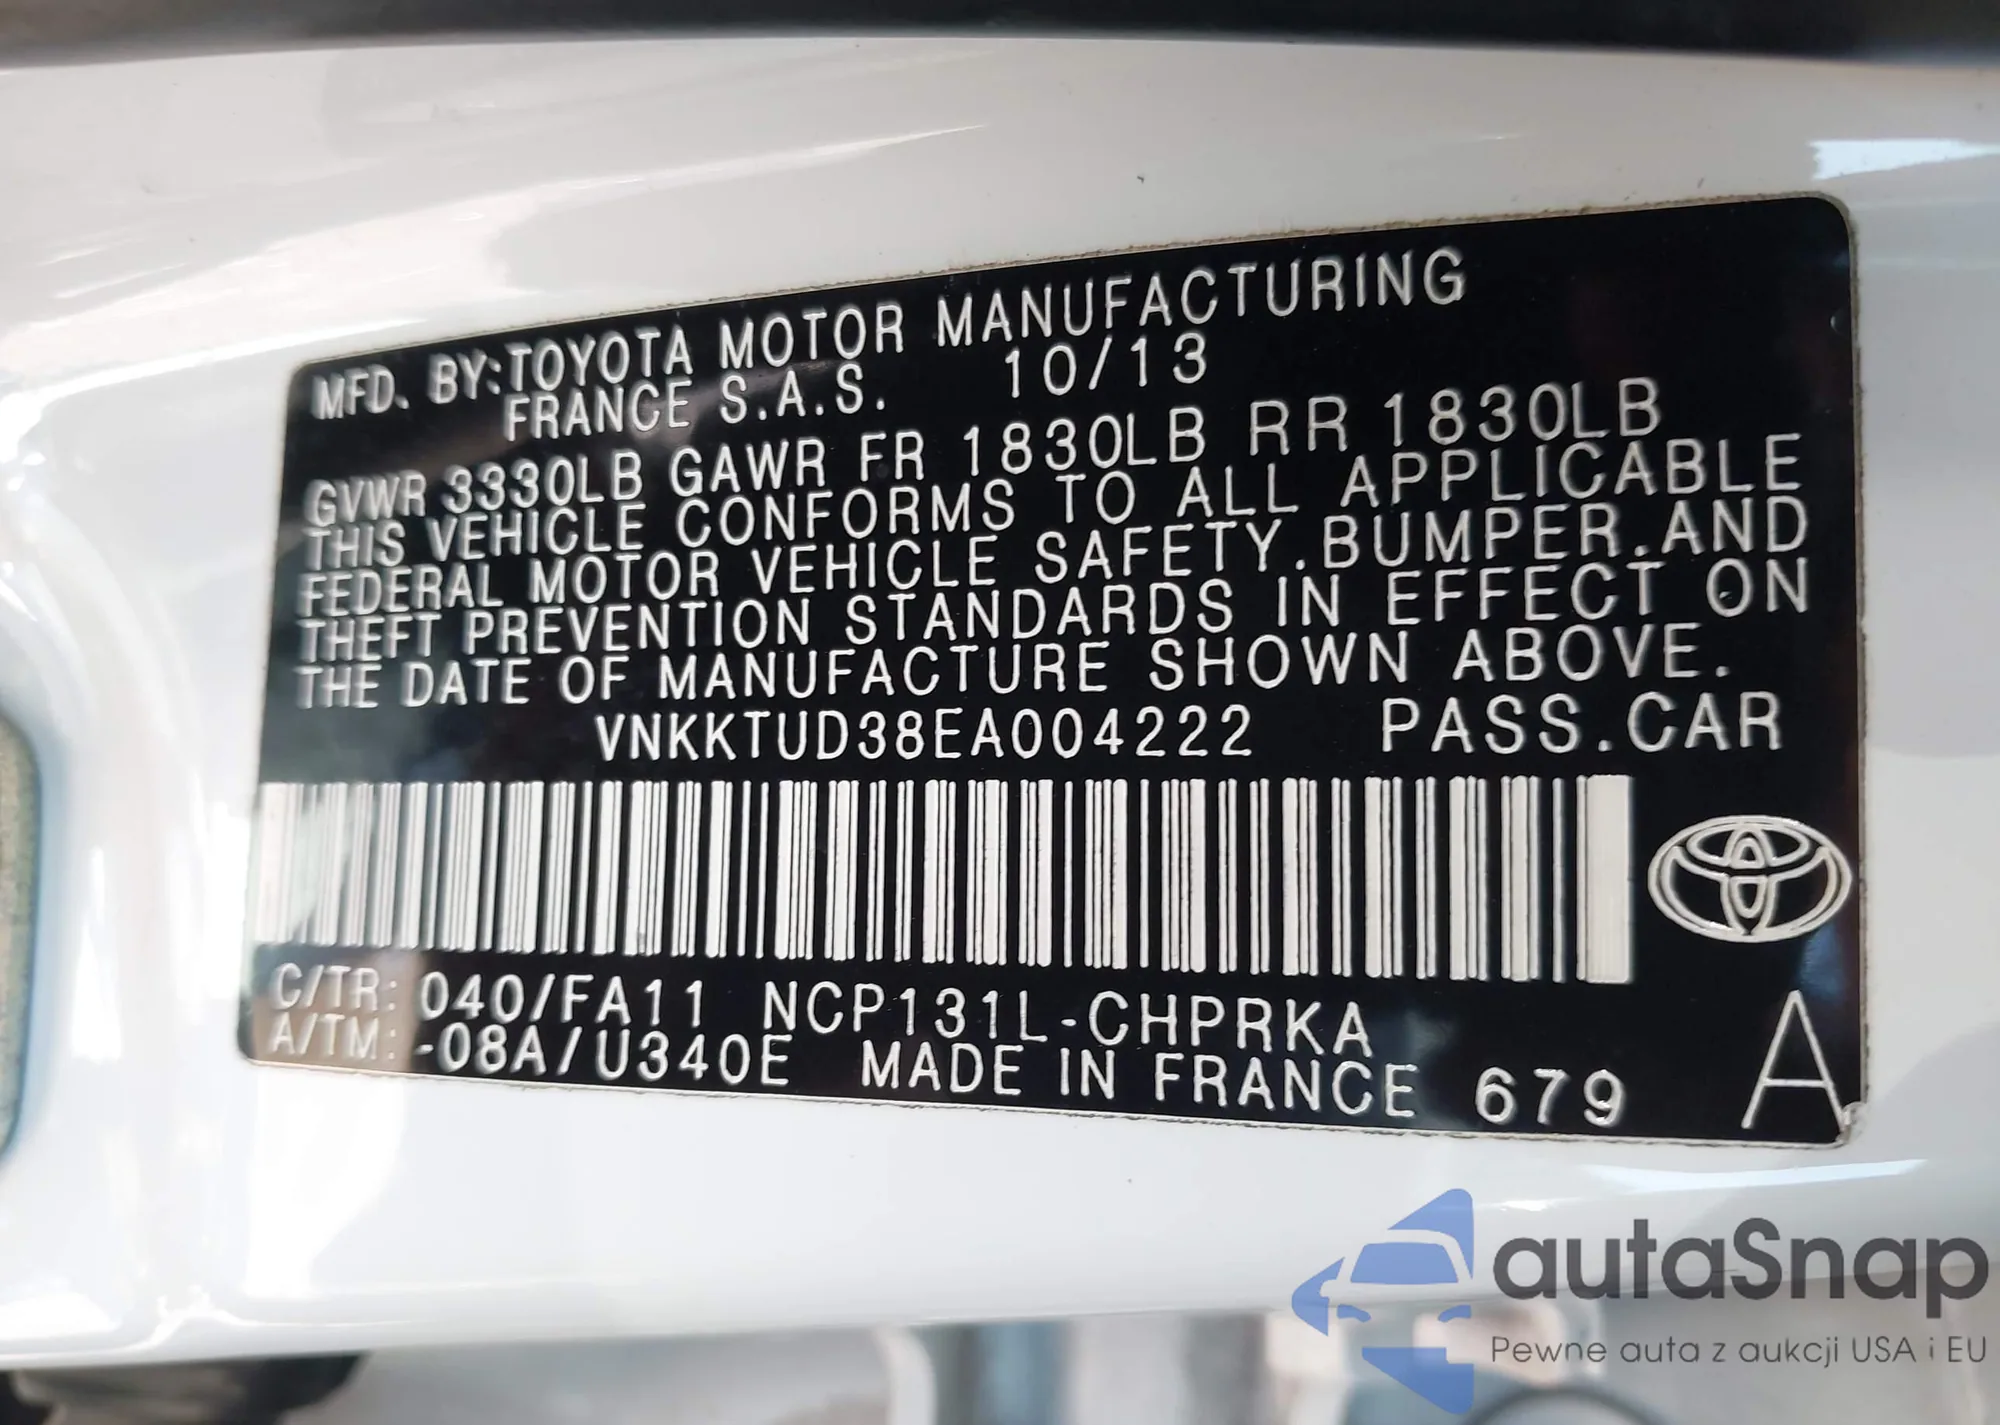 MFD. BY:TOYOTA MOTOR MANUFACTURING
FRANCE S.A.S. 10/13
GVWR 3330LB GAWR FR 1830LB RR 1830LB
THIS VEHICLE CONFORMS TO ALL APPLICABLE
FEDERAL MOTOR VEHICLE SAFETY.BUMPER.AND
THEFT PREVENTION STANDARDS IN EFFECT ON
THE DATE OF MANUFACTURE SHOWN ABOVE.
VNKKTUD38EA004222 PASS.CAR
C/TR: 040/FA11 NCP131L-CHPRKA
A/TM: -08A/U340E MADE IN FRANCE 679
A
autaSnap
Pewne auta z aukcji USA i EU